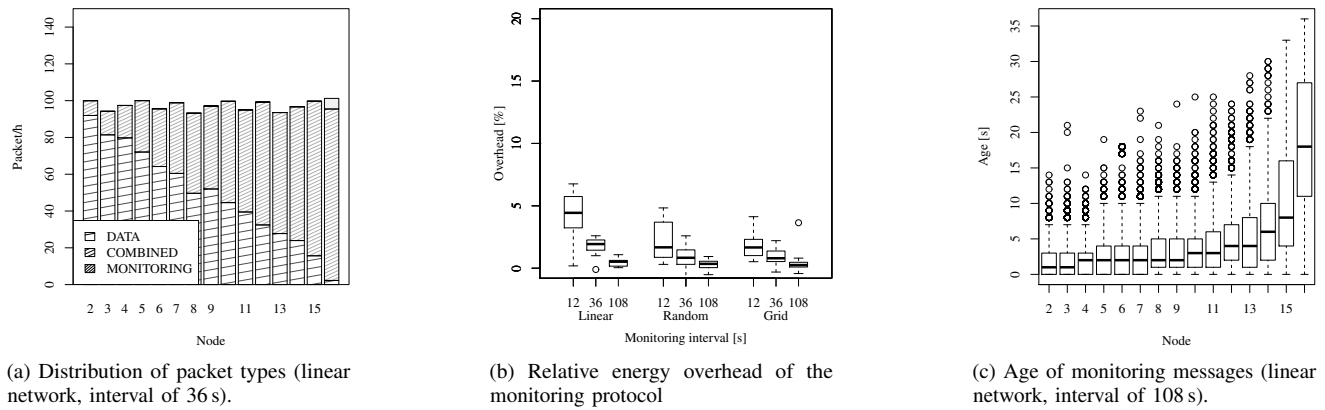 0 20 40 60 80 100 120 140
Packet/h
DATA
COMBINED
MONITORING
2 3 4 5 6 7 8 9 11 13 15
Node
(a) Distribution of packet types (linear
network, interval of 36 s).
0 5 10 15 20
Overhead [%]
12 36 108 12 36 108 12 36 108
Linear Random Grid
Monitoring interval [s]
(b) Relative energy overhead of the
monitoring protocol
0 5 10 15 20 25 30 35
Age [s]
2 3 4 5 6 7 8 9 11 13 15
Node
(c) Age of monitoring messages (linear
network, interval of 108 s).